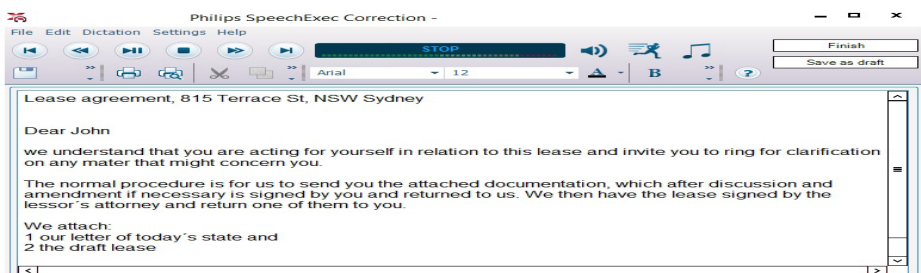 Philips SpeechExec Correction -
File Edit Dictation Settings Help
STOP
Finish
Save as draft
Arial 12 A B ?
Lease agreement, 815 Terrace St, NSW Sydney
Dear John
we understand that you are acting for yourself in relation to this lease and invite you to ring for clarification
on any mater that might concern you.
The normal procedure is for us to send you the attached documentation, which after discussion and
amendment if necessary is signed by you and returned to us. We then have the lease signed by the
lessor´s attorney and return one of them to you.
We attach:
1 our letter of today´s state and
2 the draft lease